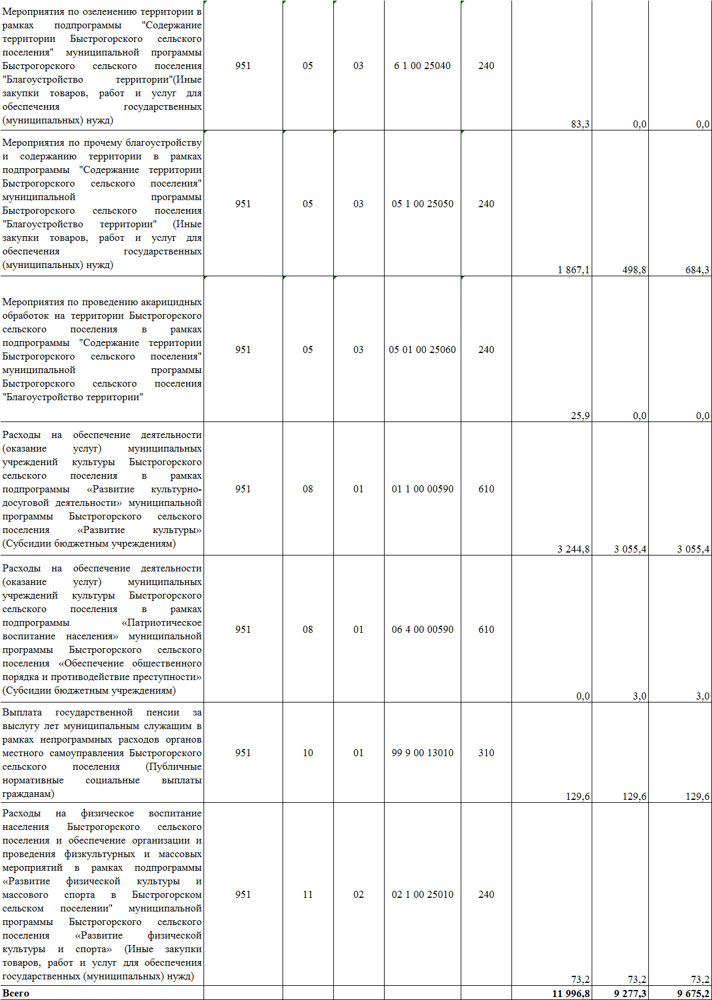 Мероприятия по озеленению территории в
рамках подпрограммы "Содержание
территории Быстрогорского сельского
поселения" муниципальной программы
Быстрогорского сельского поселения
"Благоустройство территории"(Иные
закупки товаров, работ и услуг для
обеспечения государственных
(муниципальных) нужд)
951 05 03 6 1 00 25040 240
83,3 0,0 0,0
Мероприятия по прочему благоустройству
и содержанию территории в рамках
подпрограммы "Содержание территории
Быстрогорского сельского поселения"
муниципальной программы
Быстрогорского сельского поселения
"Благоустройство территории" (Иные
закупки товаров, работ и услуг для
обеспечения государственных
(муниципальных) нужд)
951 05 03 05 1 00 25050 240
1 867,1 498,8 684,3
Мероприятия по проведению акарицидных
обработок на территории Быстрогорского
сельского поселения в рамках
подпрограммы "Содержание территории
Быстрогорского сельского поселения"
муниципальной программы
Быстрогорского сельского поселения
"Благоустройство территории"
951 05 03 05 01 00 25060 240
25,9 0,0 0,0
Расходы на обеспечение деятельности
(оказание услуг) муниципальных
учреждений культуры Быстрогорского
сельского поселения в рамках
подпрограммы «Развитие культурно-
досуговой деятельности» муниципальной
программы Быстрогорского сельского
поселения «Развитие культуры»
(Субсидии бюджетным учреждениям)
951 08 01 01 1 00 00590 610
3 244,8 3 055,4 3 055,4
Расходы на обеспечение деятельности
(оказание услуг) муниципальных
учреждений культуры Быстрогорского
сельского поселения в рамках
подпрограммы «Патриотическое
воспитание населения» муниципальной
программы Быстрогорского сельского
поселения «Обеспечение общественного
порядка и противодействие преступности»
(Субсидии бюджетным учреждениям)
951 08 01 06 4 00 00590 610
0,0 3,0 3,0
Выплата государственной пенсии за
выслугу лет муниципальным служащим в
рамках непрограммных расходов органов
местного самоуправления Быстрогорского
сельского поселения (Публичные
нормативные социальные выплаты
гражданам)
951 10 01 99 9 00 13010 310
129,6 129,6 129,6
Расходы на физическое воспитание
населения Быстрогорского сельского
поселения и обеспечение организации и
проведения физкультурных и массовых
мероприятий в рамках подпрограммы
«Развитие физической культуры и
массового спорта в Быстрогорском
сельском поселении" муниципальной
программы Быстрогорского сельского
поселения «Развитие физической
культуры и спорта» (Иные закупки
товаров, работ и услуг для обеспечения
государственных (муниципальных) нужд)
951 11 02 02 1 00 25010 240
73,2 73,2 73,2
Всего 11 996,8 9 277,3 9 675,2